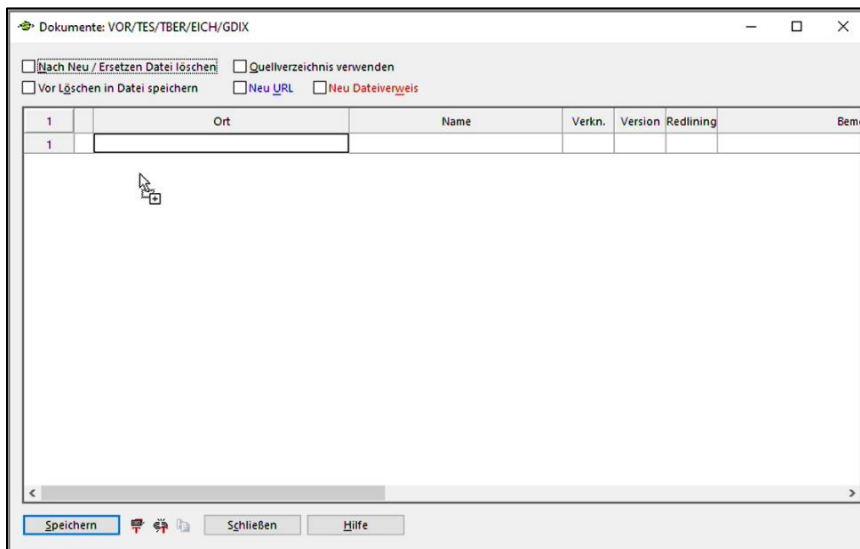 Dokumente: VOR/TES/TBER/EICH/GDIX
Nach Neu / Ersetzen Datei löschen Quellverzeichnis verwenden
Vor Löschen in Datei speichern Neu URL Neu Dateiverweis
1 Ort Name Verkn. Version Redlining Beme
1
Speichern Schließen Hilfe